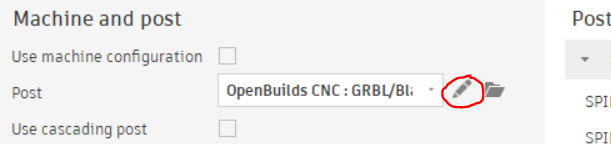 Machine and post
Post
Use machine configuration
Post
OpenBuilds CNC : GRBL/Bl
Use cascading post
SPI
SPI